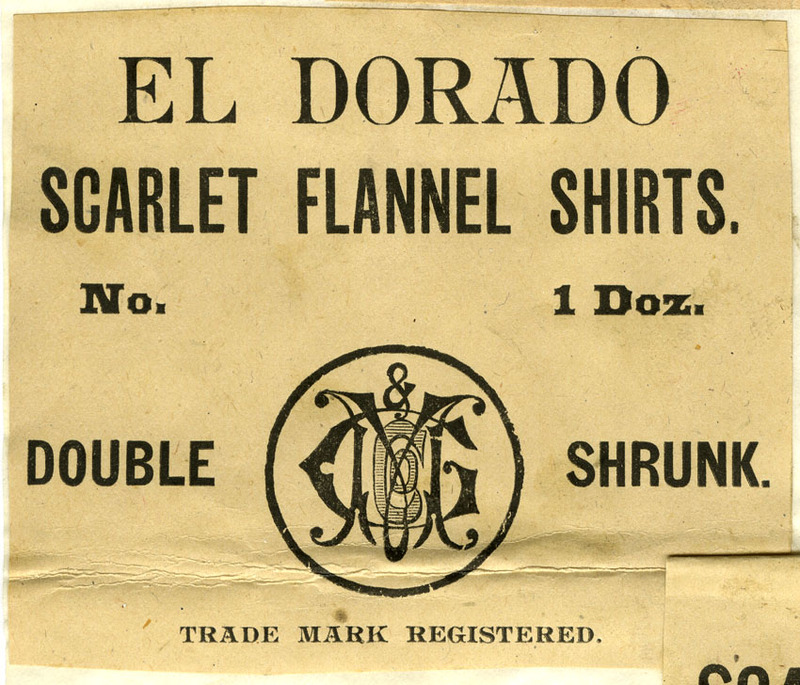 EL DORADO
SCARLET FLANNEL SHIRTS.
No. 1 Doz.
&
DOUBLE SHRUNK.
TRADE MARK REGISTERED.